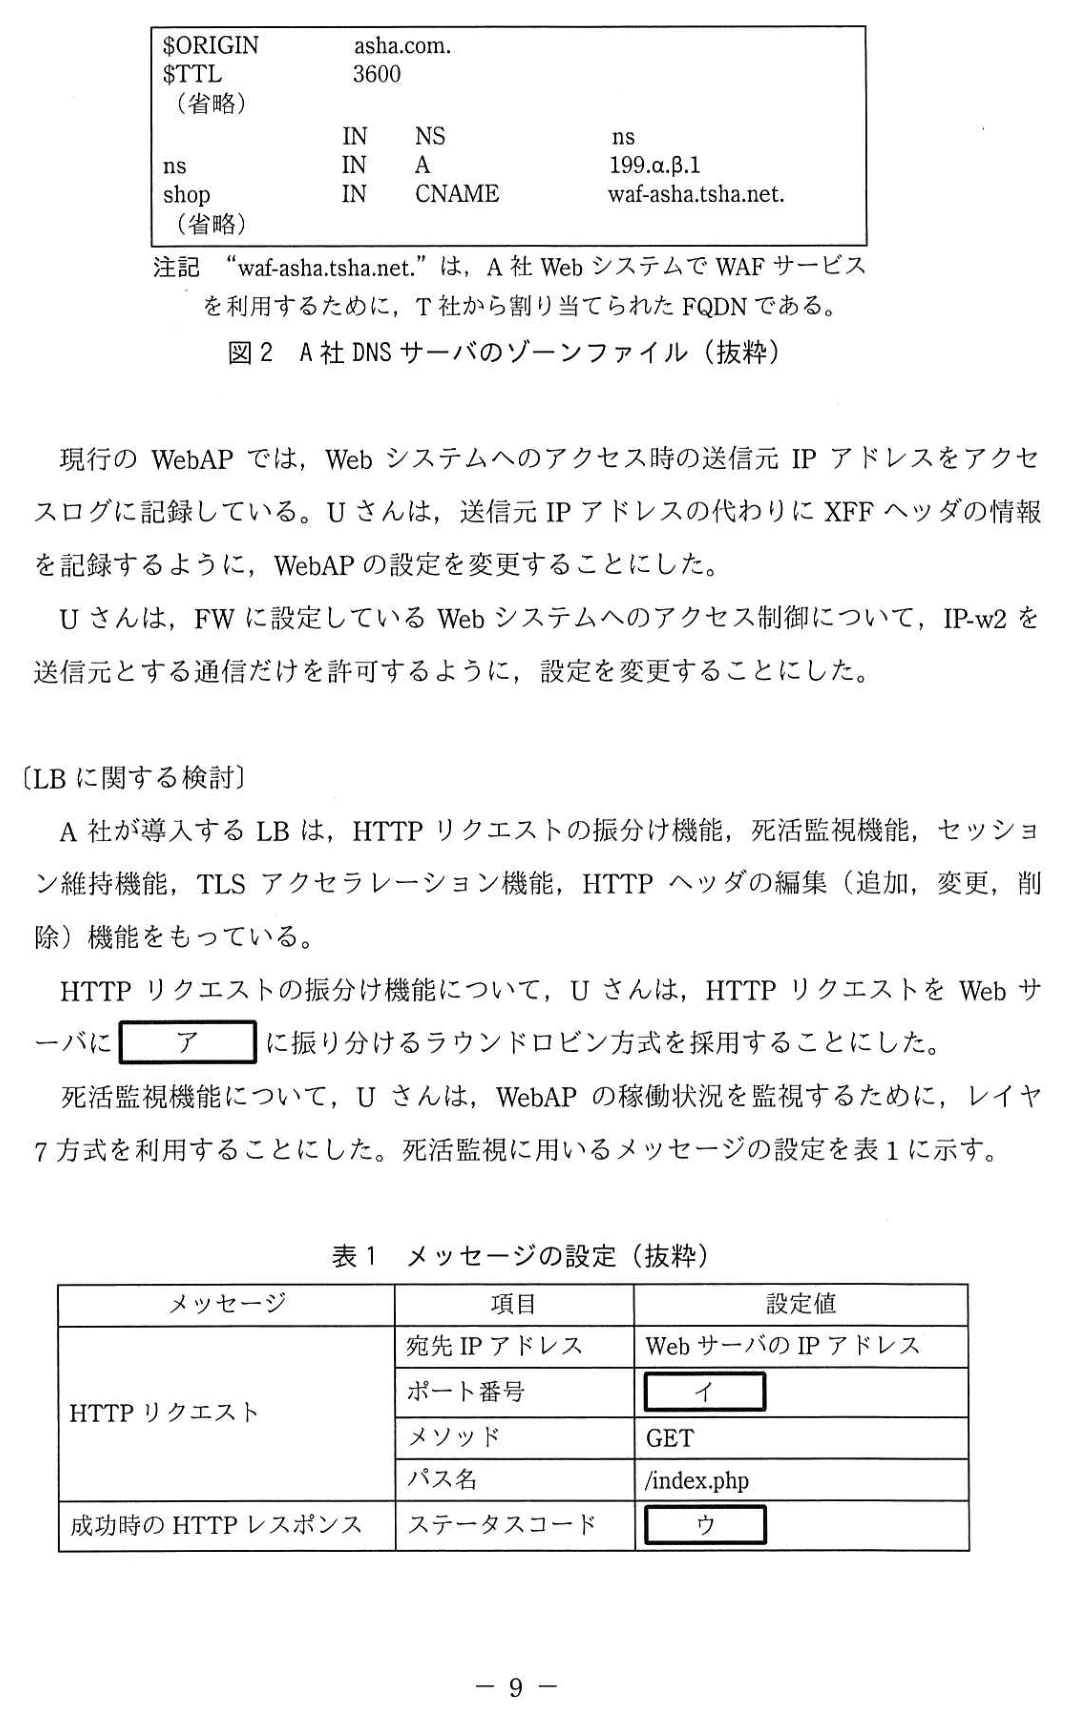 $ORIGIN asha.com.
$TTL 3600
（省略）
IN NS ns
ns IN A 199.α.β.1
shop IN CNAME waf-asha.tsha.net.
（省略）
注記 “waf-asha.tsha.net.” は，A 社 Web システムで WAF サービス
を利用するために，T 社から割り当てられた FQDN である。
図2 A 社 DNS サーバのゾーンファイル（抜粋）
現行の WebAP では，Web システムへのアクセス時の送信元 IP アドレスをアクセ
スログに記録している。U さんは，送信元 IP アドレスの代わりに XFF ヘッダの情報
を記録するように，WebAP の設定を変更することにした。
U さんは，FW に設定している Web システムへのアクセス制御について，IP-w2 を
送信元とする通信だけを許可するように，設定を変更することにした。
〔LB に関する検討〕
A 社が導入する LB は，HTTP リクエストの振分け機能，死活監視機能，セッショ
ン維持機能，TLS アクセラレーション機能，HTTP ヘッダの編集（追加，変更，削
除）機能をもっている。
HTTP リクエストの振分け機能について，U さんは，HTTP リクエストを Web サ
ーバに ア に振り分けるラウンドロビン方式を採用することにした。
死活監視機能について，U さんは，WebAP の稼働状況を監視するために，レイヤ
7 方式を利用することにした。死活監視に用いるメッセージの設定を表 1 に示す。
表 1 メッセージの設定（抜粋）
メッセージ 項目 設定値
HTTP リクエスト 宛先 IP アドレス Web サーバの IP アドレス
ポート番号 イ
メソッド GET
パス名 /index.php
成功時の HTTP レスポンス ステータスコード ウ
－ 9 －